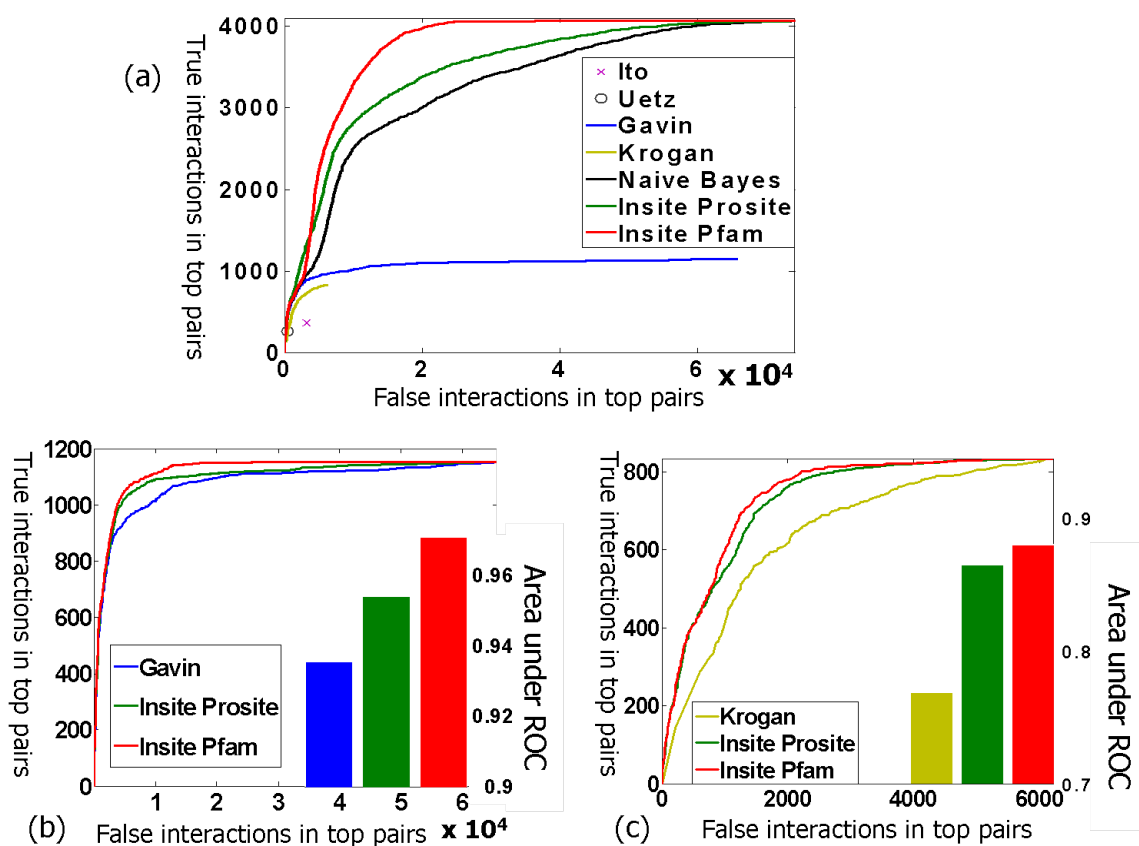 (a)
True interactions in top pairs
4000
3000
2000
1000
0
0
2
4
6
x 10⁴
False interactions in top pairs
Ito
Uetz
Gavin
Krogan
Naive Bayes
Insite Prosite
Insite Pfam
(b)
True interactions in top pairs
1200
1000
800
600
400
200
0
1
2
3
4
5
6
x 10⁴
False interactions in top pairs
Gavin
Insite Prosite
Insite Pfam
0.96
0.94
0.92
0.9
Area under ROC
(c)
True interactions in top pairs
800
600
400
200
0
0
2000
4000
6000
False interactions in top pairs
Krogan
Insite Prosite
Insite Pfam
0.9
0.8
0.7
Area under ROC